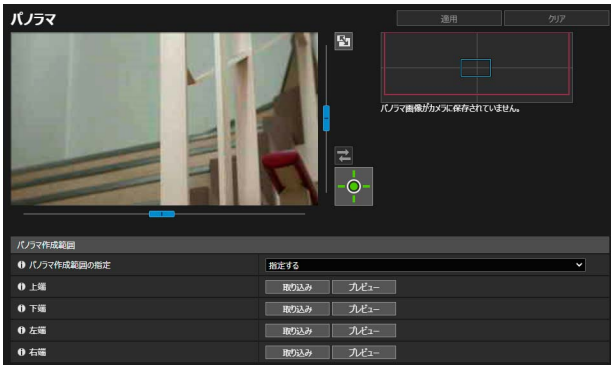 パノラマ
適用 クリア
パノラマ画像がカメラに保存されていません。
パノラマ作成範囲
パノラマ作成範囲の指定 指定する
上端 取り込み プレビュー
下端 取り込み プレビュー
左端 取り込み プレビュー
右端 取り込み プレビュー